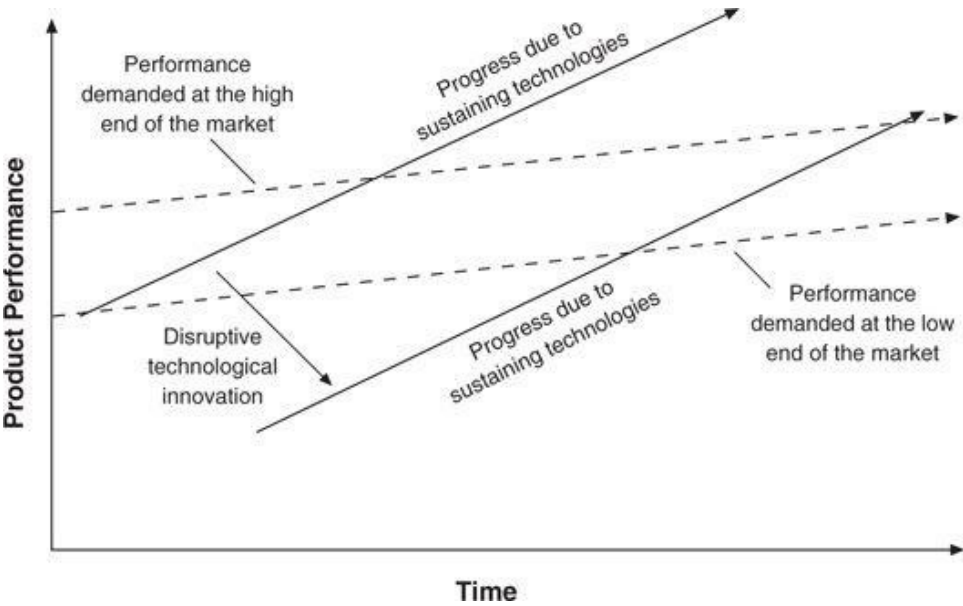 Performance
demanded at the high
end of the market
Progress due to
sustaining technologies
Product Performance
Disruptive
technological
innovation
Progress due to
sustaining technologies
Performance
demanded at the low
end of the market
Time